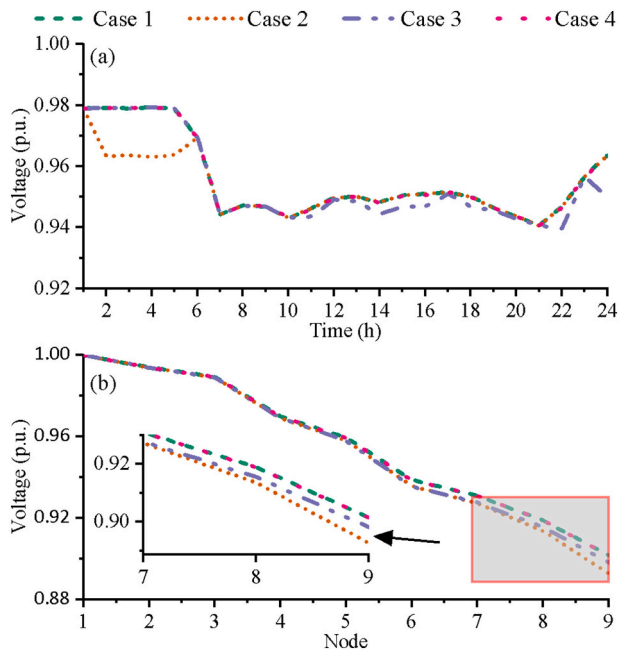 Case 1 Case 2 Case 3 Case 4
1.00
(a)
0.98
0.96
0.94
0.92
Voltage (p.u.)
2 4 6 8 10 12 14 16 18 20 22 24
Time (h)
1.00
(b)
0.96
0.92
0.88
Voltage (p.u.)
0.92
0.90
7 8 9
1 2 3 4 5 6 7 8 9
Node